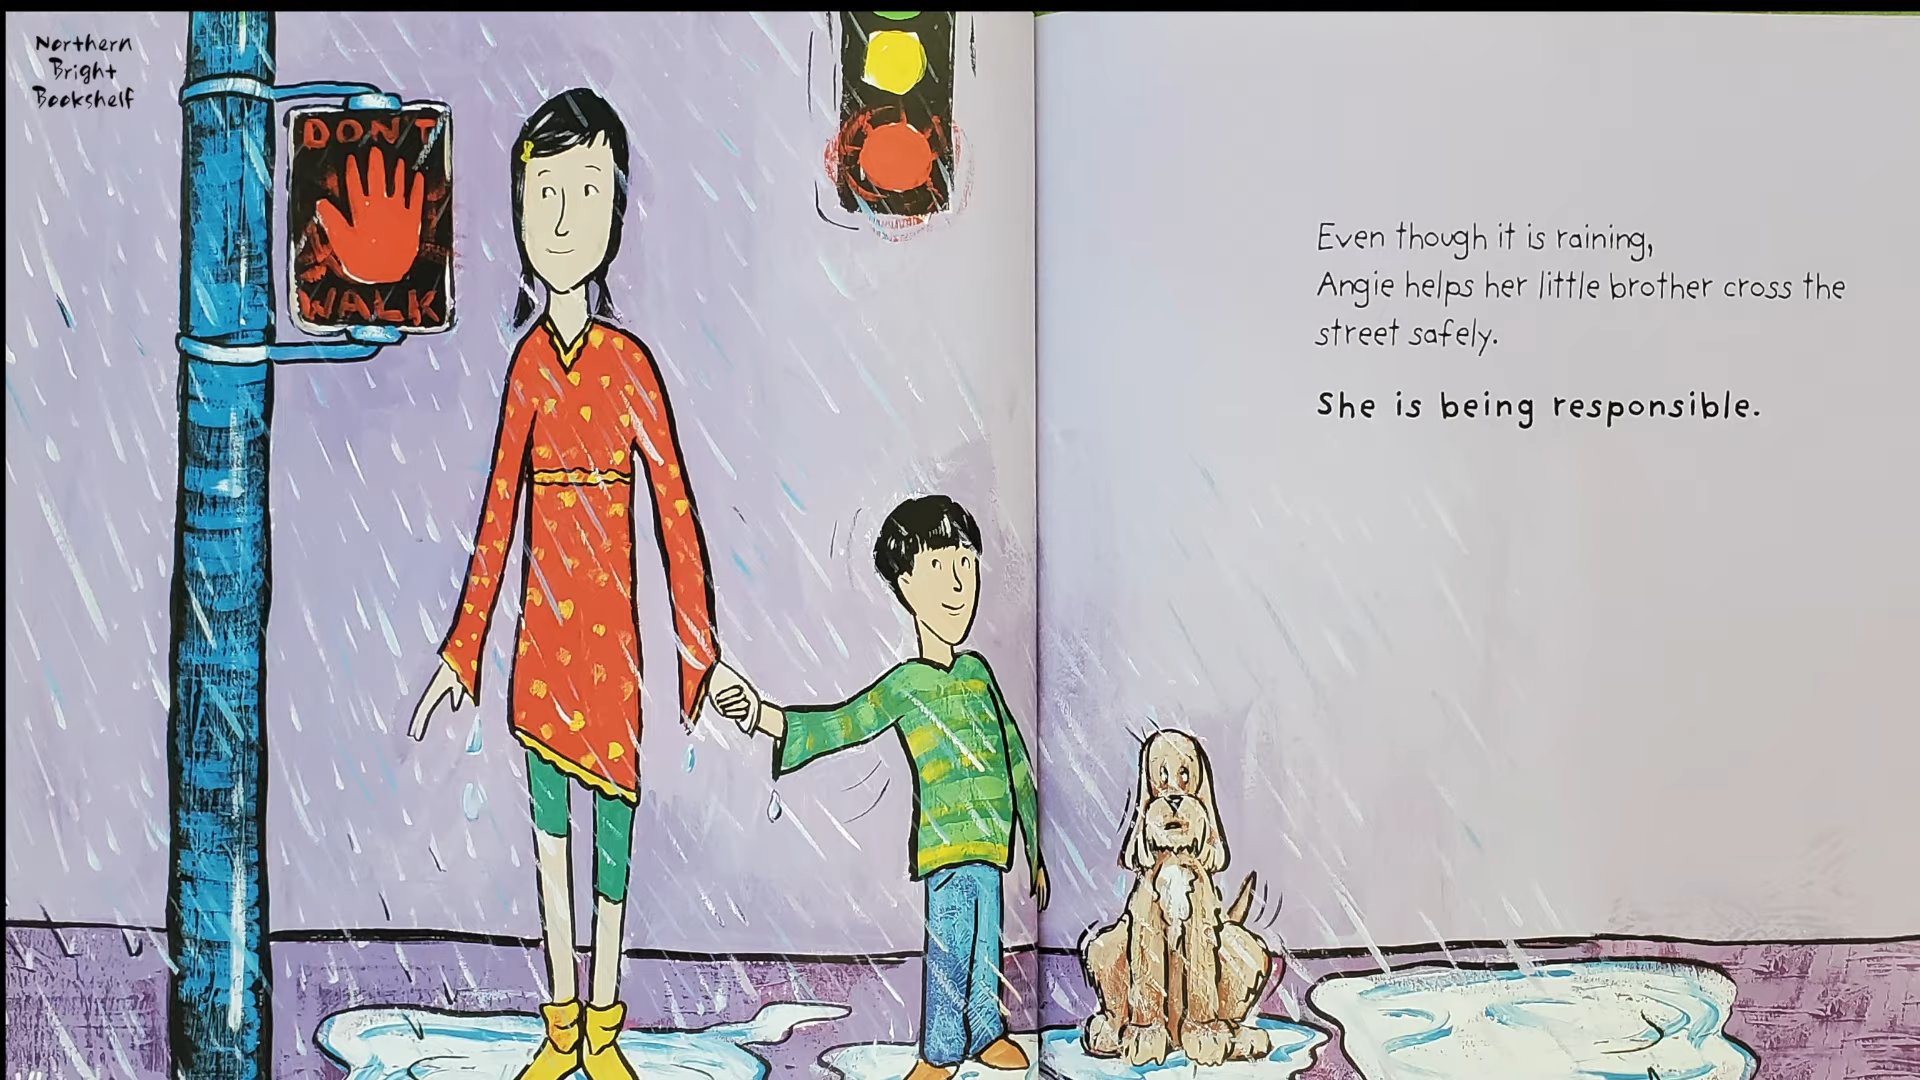 Northern
Bright
Bookshelf
DON'T
WALK
Even though it is raining,
Angie helps her little brother cross the
street safely.
She is being responsible.